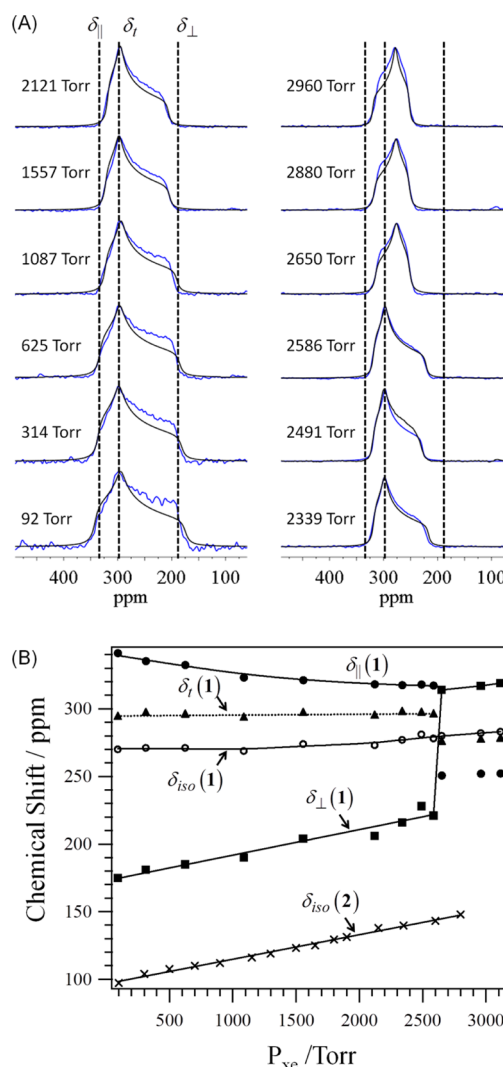 (A)
δ∥ δt δ⊥
2121 Torr
2960 Torr
1557 Torr
2880 Torr
1087 Torr
2650 Torr
625 Torr
2586 Torr
314 Torr
2491 Torr
92 Torr
2339 Torr
400 300 200 100
ppm
400 300 200 100
ppm
(B)
Chemical Shift / ppm
300
250
200
150
100
δ∥(1)
δt(1)
δiso(1)
δ⊥(1)
δiso(2)
500 1000 1500 2000 2500 3000
Pxe /Torr